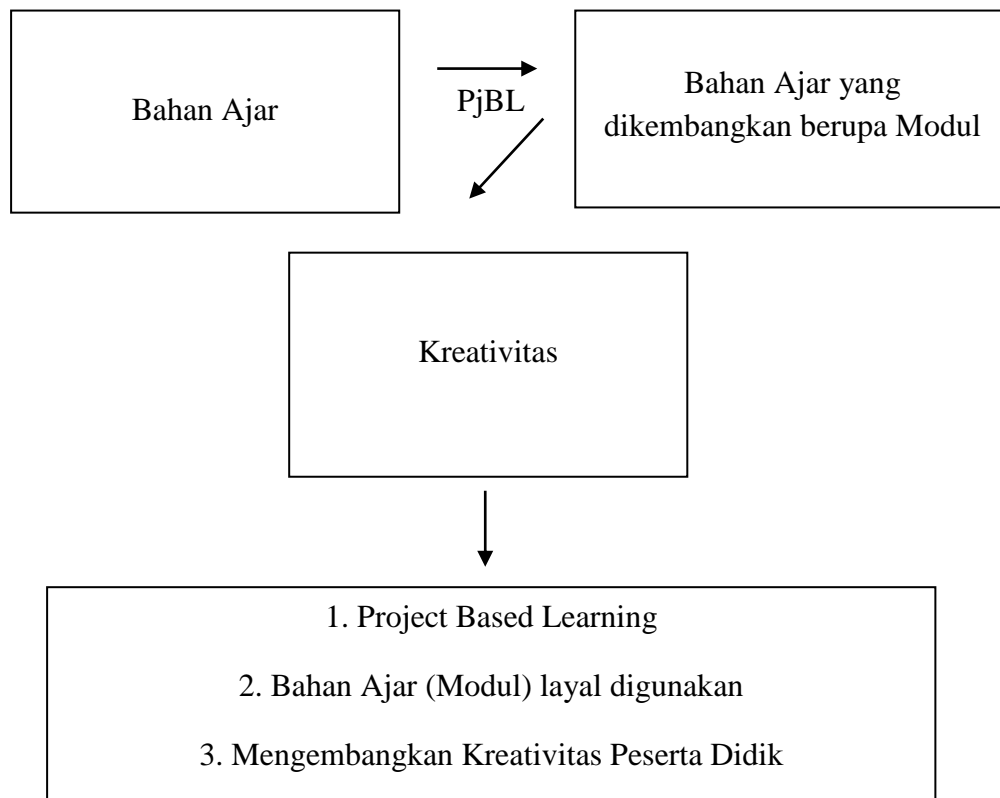 Bahan Ajar
PjBL
Bahan Ajar yang
dikembangkan berupa Modul
Kreativitas
1. Project Based Learning
2. Bahan Ajar (Modul) layal digunakan
3. Mengembangkan Kreativitas Peserta Didik